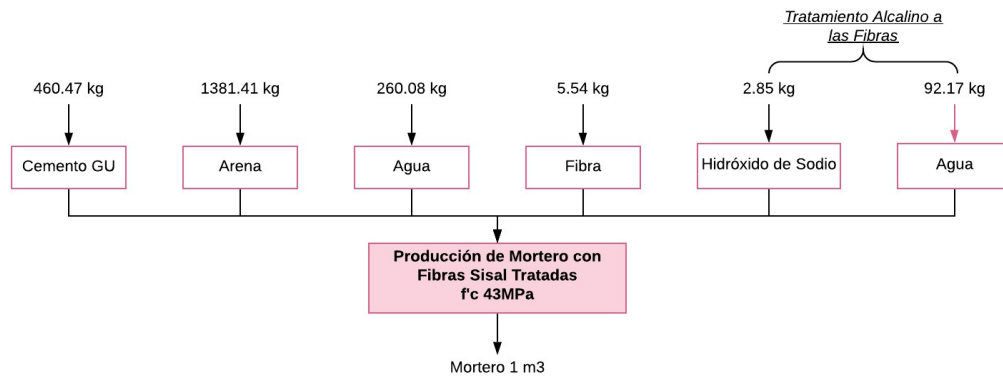 Tratamiento Alcalino a
las Fibras
460.47 kg
1381.41 kg
260.08 kg
5.54 kg
2.85 kg
92.17 kg
Cemento GU
Arena
Agua
Fibra
Hidróxido de Sodio
Agua
Producción de Mortero con
Fibras Sisal Tratadas
f'c 43MPa
Mortero 1 m3